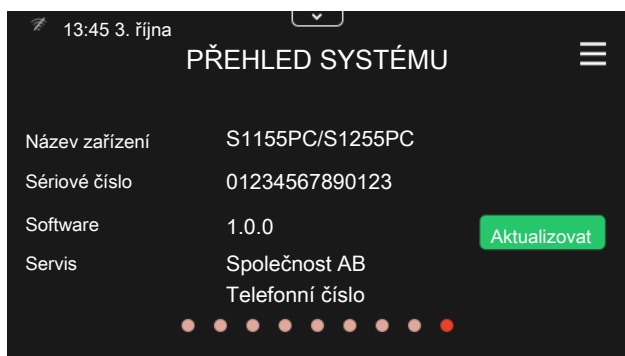 13:45 3. října
PŘEHLED SYSTÉMU
Název zařízení S1155PC/S1255PC
Sériové číslo 01234567890123
Software 1.0.0 Aktualizovat
Servis Společnost AB
Telefonní číslo